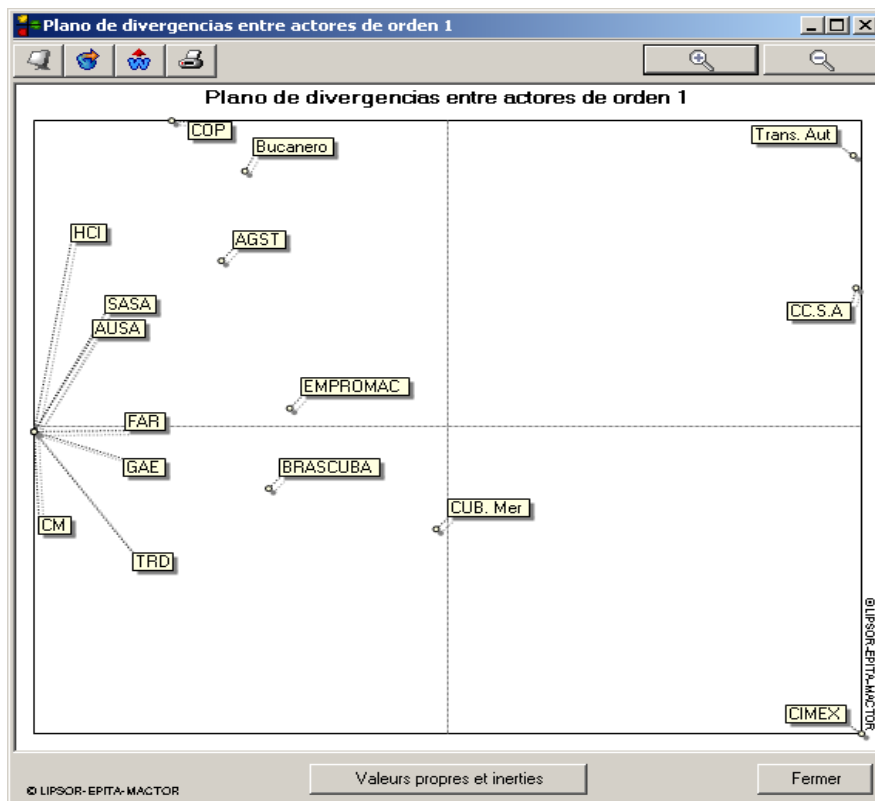 Plano de divergencias entre actores de orden 1
Plano de divergencias entre actores de orden 1
COP
Trans. Aut
Bucanero
HCI
AGST
SASA
CC.S.A
AUSA
EMPROMAC
FAR
GAE
BRASCUBA
CM
CUB. Mer
TRD
©LIPSOR-EPITA-MACTOR
CIMEX
Valeurs propres et inerties
Fermer
© LIPSOR-EPITA-MACTOR